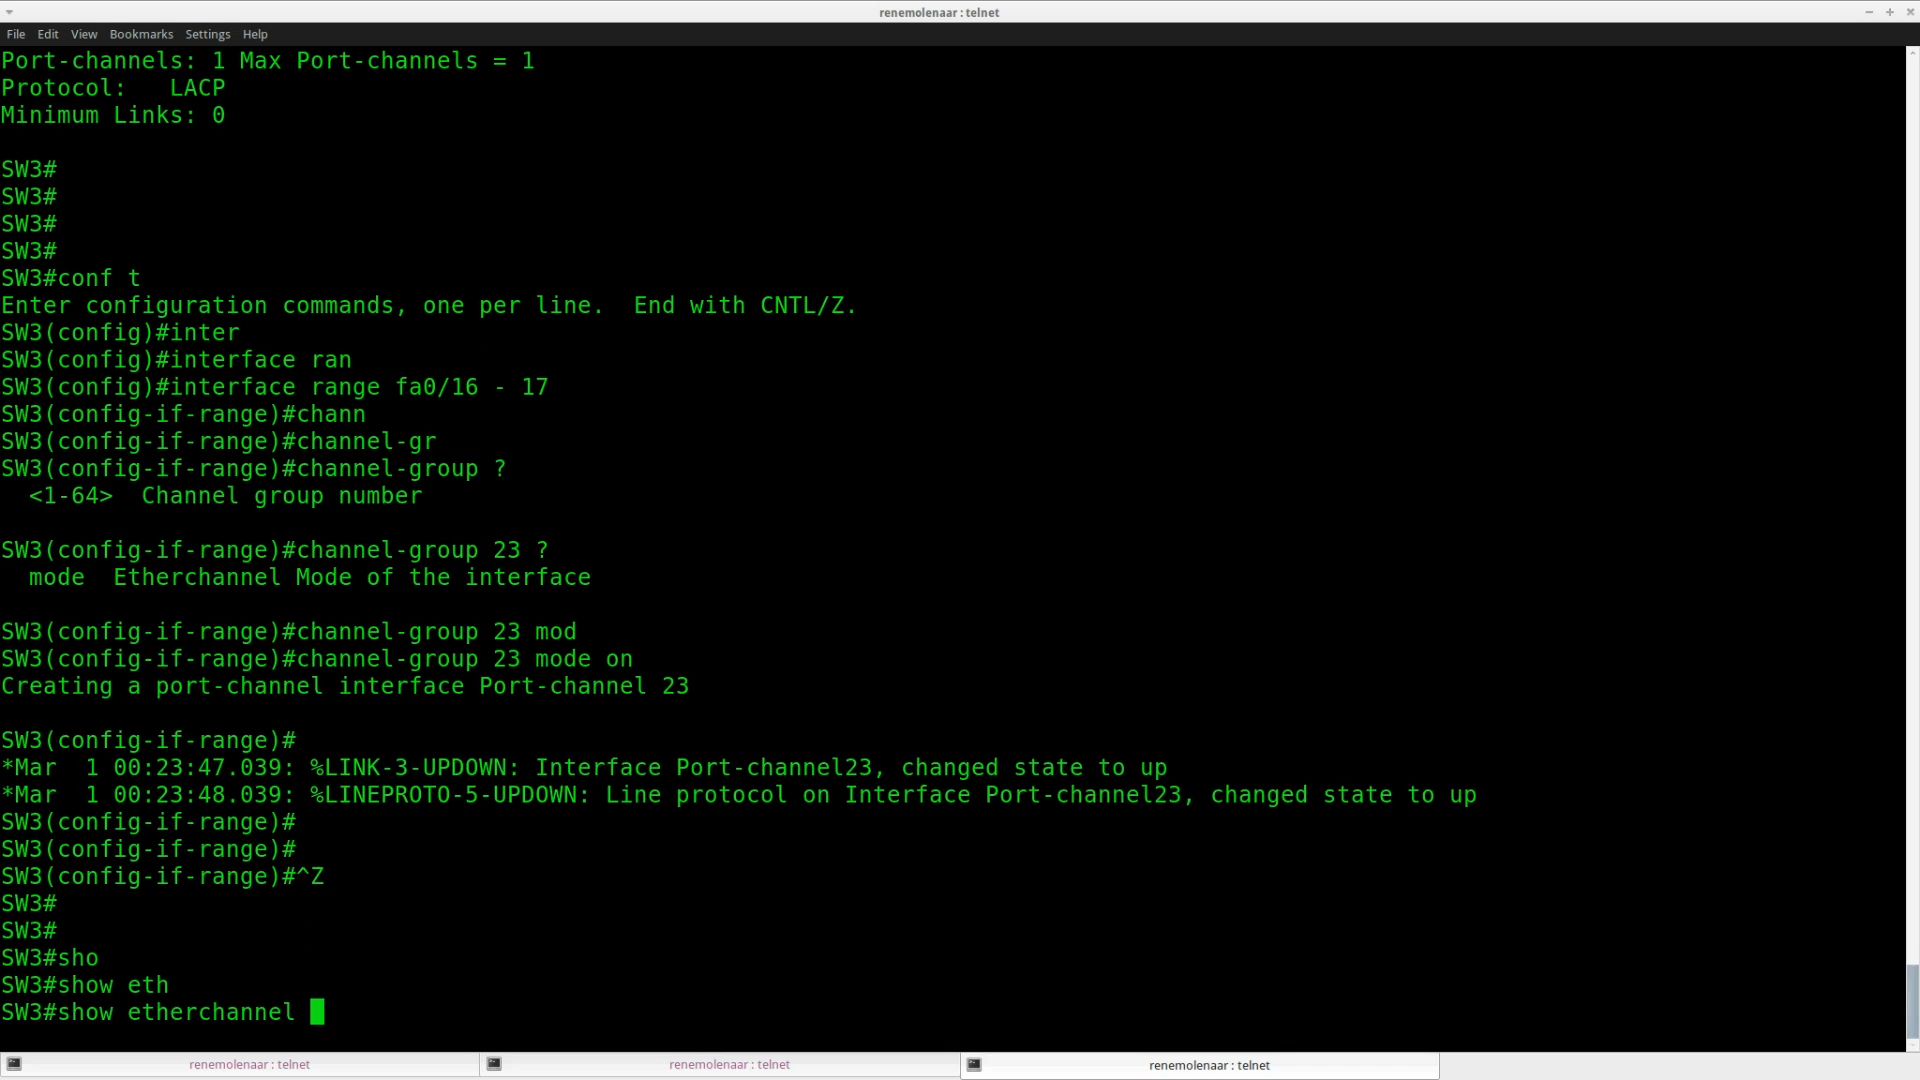 renemolenaar : telnet
File Edit View Bookmarks Settings Help
Port-channels: 1 Max Port-channels = 1
Protocol:   LACP
Minimum Links: 0
SW3#
SW3#
SW3#
SW3#
SW3#conf t
Enter configuration commands, one per line.  End with CNTL/Z.
SW3(config)#inter
SW3(config)#interface ran
SW3(config)#interface range fa0/16 - 17
SW3(config-if-range)#chann
SW3(config-if-range)#channel-gr
SW3(config-if-range)#channel-group ?
  <1-64>  Channel group number
SW3(config-if-range)#channel-group 23 ?
  mode  Etherchannel Mode of the interface
SW3(config-if-range)#channel-group 23 mod
SW3(config-if-range)#channel-group 23 mode on
Creating a port-channel interface Port-channel 23
SW3(config-if-range)#
*Mar  1 00:23:47.039: %LINK-3-UPDOWN: Interface Port-channel23, changed state to up
*Mar  1 00:23:48.039: %LINEPROTO-5-UPDOWN: Line protocol on Interface Port-channel23, changed state to up
SW3(config-if-range)#
SW3(config-if-range)#
SW3(config-if-range)#^Z
SW3#
SW3#
SW3#sho
SW3#show eth
SW3#show etherchannel
renemolenaar : telnet renemolenaar : telnet renemolenaar : telnet